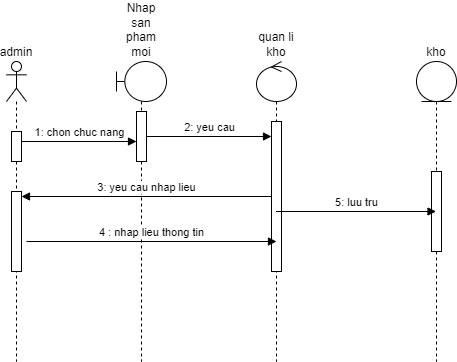 admin
Nhap
san
pham
moi
quan li
kho
kho
1: chon chuc nang
2: yeu cau
3: yeu cau nhap lieu
5: luu tru
4 : nhap lieu thong tin